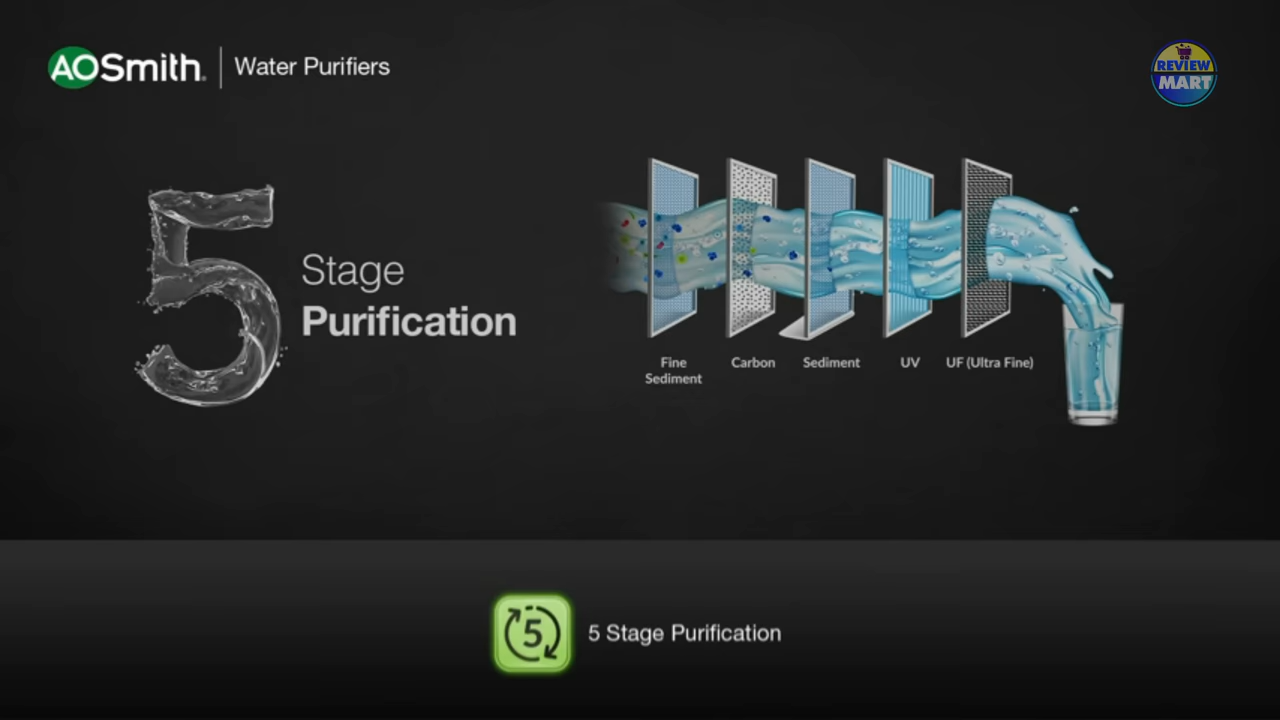 AOSmith. | Water Purifiers
REVIEW
MART
5
Stage
Purification
Fine
Sediment
Carbon
Sediment
UV
UF (Ultra Fine)
5
5 Stage Purification